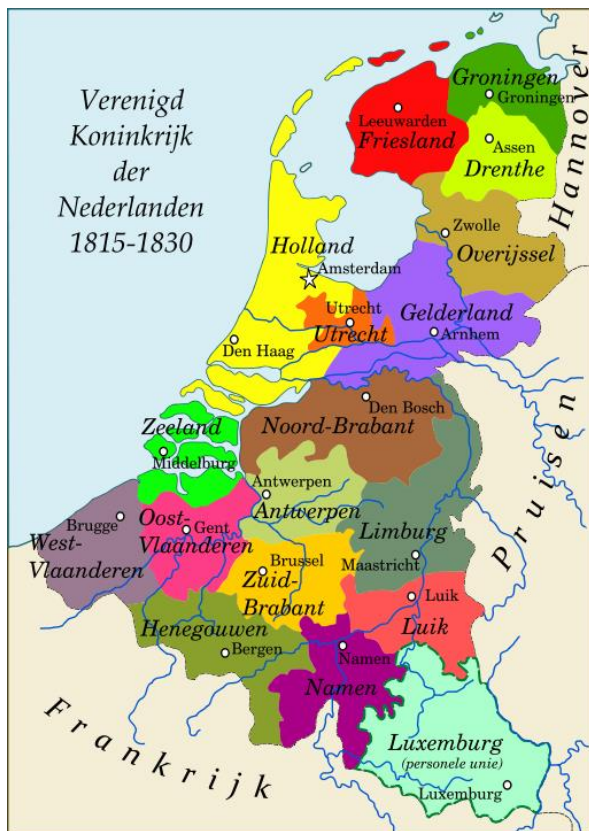 Verenigd
Koninkrijk
der
Nederlanden
1815-1830
Hannover
Groningen
Groningen
Leeuwarden
Friesland
Assen
Drenthe
Zwolle
Overijssel
Holland
Amsterdam
Utrecht
Utrecht
Gelderland
Arnhem
Den Haag
Den Bosch
Noord-Brabant
Pruisen
Zeeland
Middelburg
Antwerpen
Antwerpen
Brugge
West-
Vlaanderen
Oost-
Vlaanderen
Gent
Limburg
Maastricht
Brussel
Zuid-
Brabant
Luik
Luik
Henegouwen
Bergen
Namen
Namen
Frankrijk
Luxemburg
(personele unie)
Luxemburg